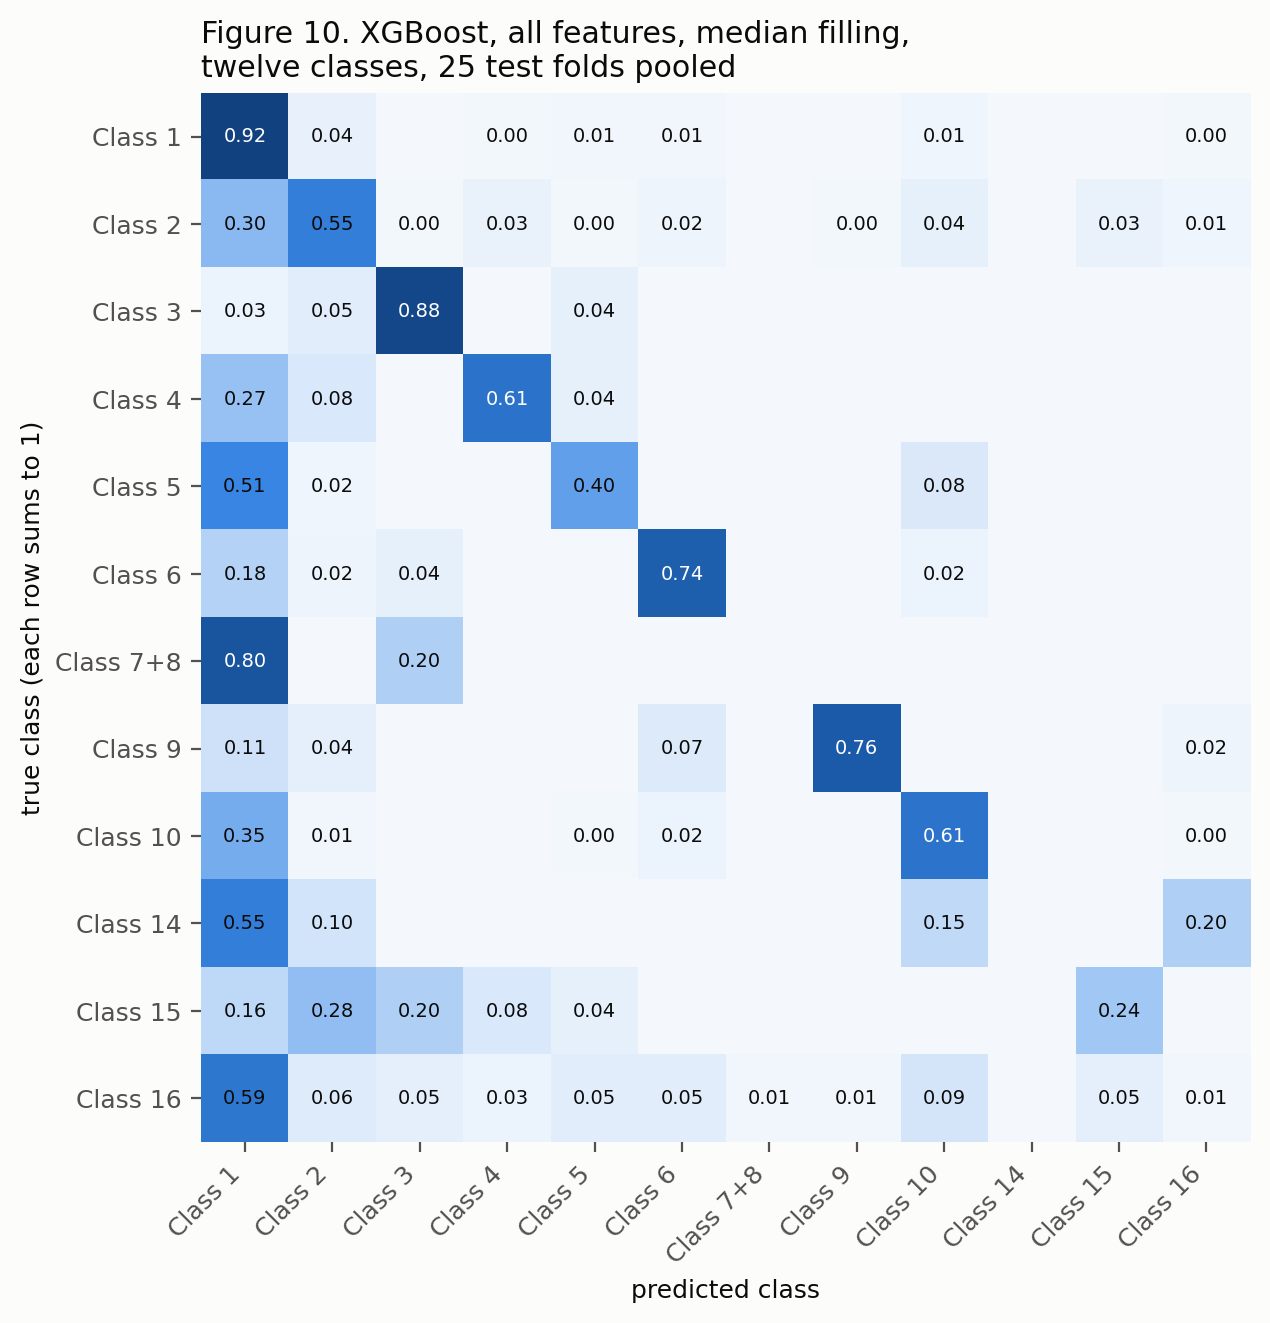 Figure 10. XGBoost, all features, median filling,
twelve classes, 25 test folds pooled
true class (each row sums to 1)
Class 1 0.92 0.04 0.00 0.01 0.01 0.01 0.00
Class 2 0.30 0.55 0.00 0.03 0.00 0.02 0.00 0.04 0.03 0.01
Class 3 0.03 0.05 0.88 0.04
Class 4 0.27 0.08 0.61 0.04
Class 5 0.51 0.02 0.40 0.08
Class 6 0.18 0.02 0.04 0.74 0.02
Class 7+8 0.80 0.20
Class 9 0.11 0.04 0.07 0.76 0.02
Class 10 0.35 0.01 0.00 0.02 0.61 0.00
Class 14 0.55 0.10 0.15 0.20
Class 15 0.16 0.28 0.20 0.08 0.04 0.24
Class 16 0.59 0.06 0.05 0.03 0.05 0.05 0.01 0.01 0.09 0.05 0.01
Class 1 Class 2 Class 3 Class 4 Class 5 Class 6 Class 7+8 Class 9 Class 10 Class 14 Class 15 Class 16
predicted class